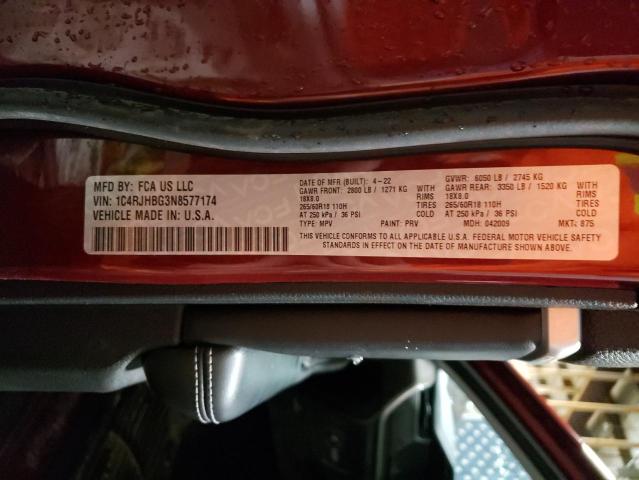 MFD BY: FCA US LLC
VIN: 1C4RJHBG3N8577174
VEHICLE MADE IN U.S.A.
DATE OF MFR (BUILT): 4-22
GVWR: 6050 LB / 2745 KG
GAWR FRONT: 2800 LB / 1271 KG WITH
GAWR REAR: 3350 LB / 1520 KG WITH
18X8.0 RIMS
18X8.0 RIMS
265/60R18 110H TIRES
265/60R18 110H TIRES
AT 250 kPa / 36 PSI COLD
AT 250 kPa / 36 PSI COLD
TYPE: MPV PAINT: PRV MDH: 042009 MKT: 87S
THIS VEHICLE CONFORMS TO ALL APPLICABLE U.S.A. FEDERAL MOTOR VEHICLE SAFETY
STANDARDS IN EFFECT ON THE DATE OF MANUFACTURE SHOWN ABOVE.